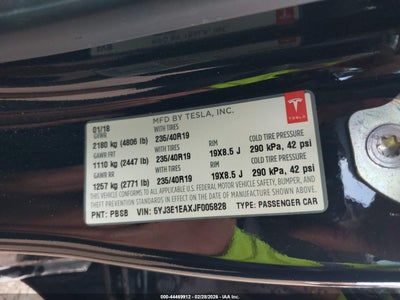 MFD BY TESLA, INC.
01/18
GVWR
2180 kg (4806 lb)
WITH TIRES
235/40R19
GAWR FRT
1110 kg (2447 lb)
WITH TIRES
235/40R19
RIM
19X8.5 J
COLD TIRE PRESSURE
290 kPa, 42 psi
GAWR RR
1257 kg (2771 lb)
WITH TIRES
235/40R19
RIM
19X8.5 J
COLD TIRE PRESSURE
290 kPa, 42 psi
THIS VEHICLE CONFORMS TO ALL APPLICABLE U.S. FEDERAL MOTOR VEHICLE SAFETY, BUMPER, AND
THEFT PREVENTION STANDARDS IN EFFECT ON THE DATE OF MANUFACTURE SHOWN ABOVE.
PNT: PBSB VIN: 5YJ3E1EAXJF005828 TYPE: PASSENGER CAR
TESLA
000-44469912 - 02/28/2026 - IAA Inc.